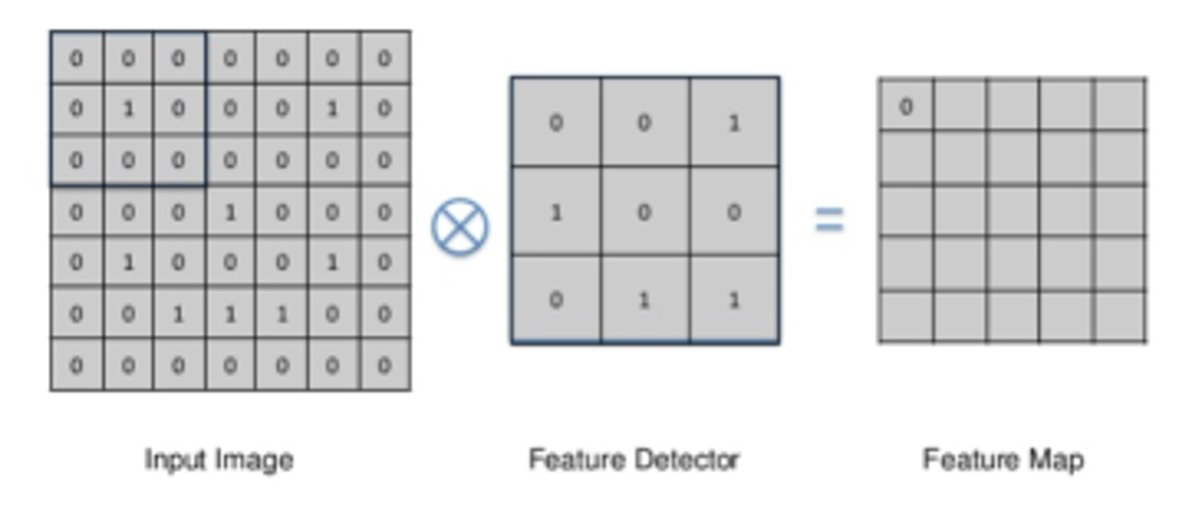 0 0 0 0 0 0 0
0 1 0 0 0 1 0
0 0 0 0 0 0 0
0 0 0 1 0 0 0
0 1 0 0 0 1 0
0 0 1 1 1 0 0
0 0 0 0 0 0 0
Input Image
0 0 1
1 0 0
0 1 1
Feature Detector
=
0
Feature Map